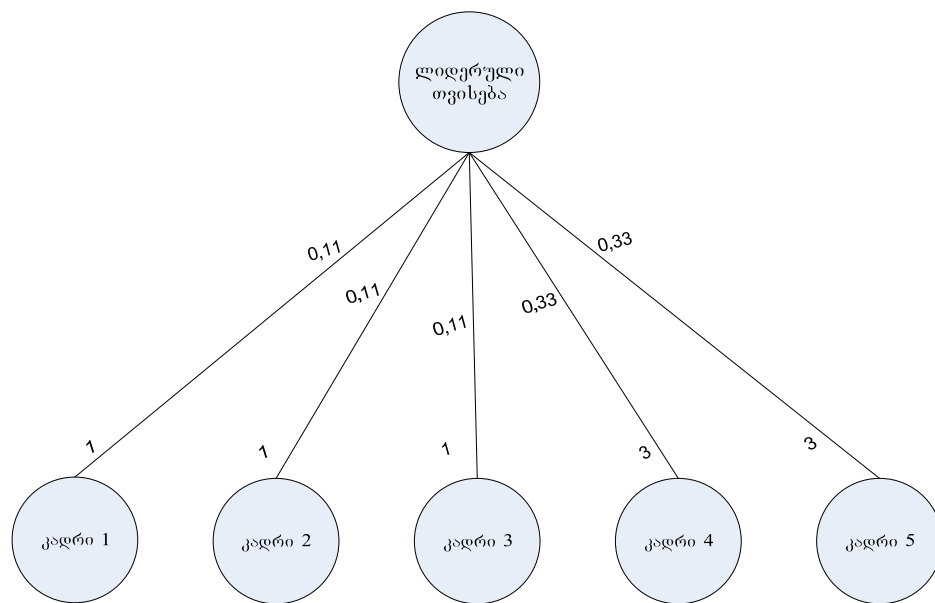 ლიდერული
თვისება
0,11
0,11
0,11
0,33
0,33
1
1
1
3
3
კადრი 1
კადრი 2
კადრი 3
კადრი 4
კადრი 5